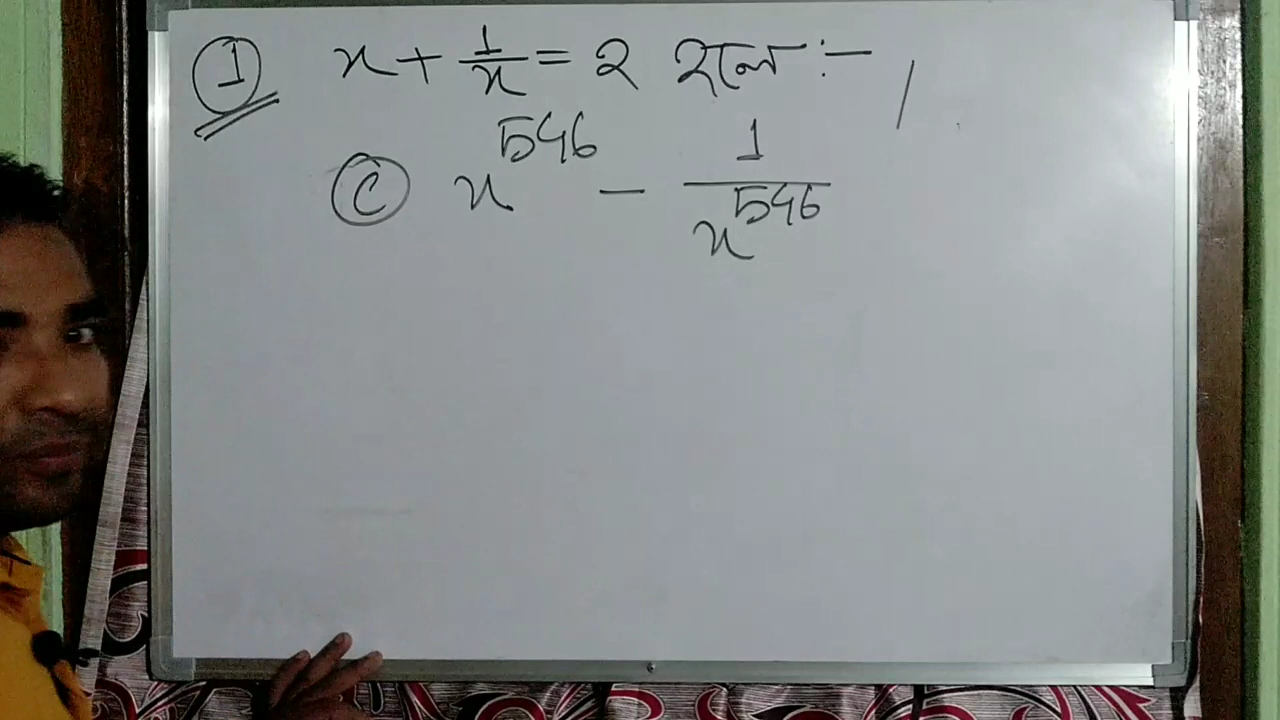 ① x + 1/x = 2 হলে :- /
Ⓒ x^546 - 1/x^546